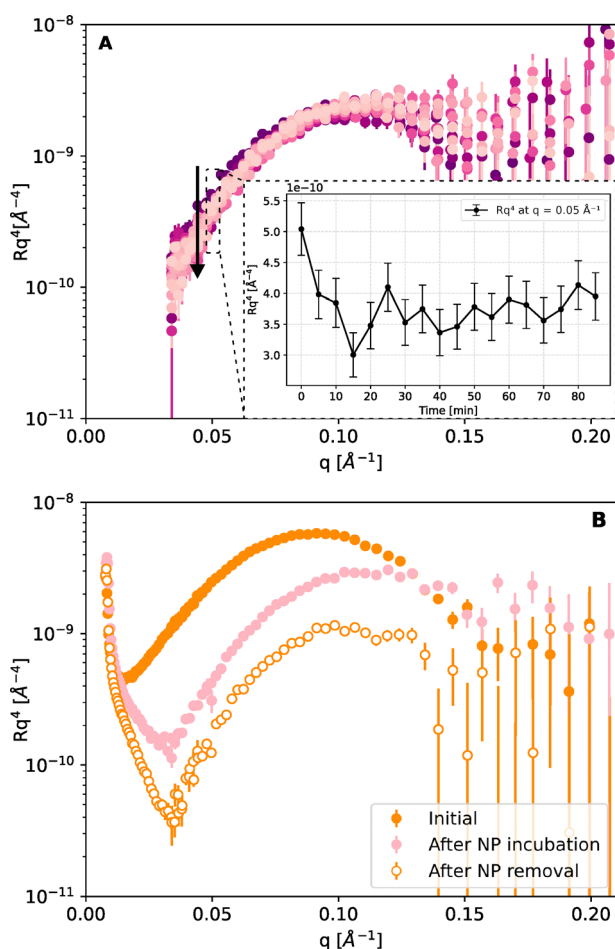 A
10⁻⁸
10⁻⁹
10⁻¹⁰
10⁻¹¹
Rq⁴[Å⁻⁴]
1e−10
5.5
5.0
4.5
4.0
3.5
3.0
Rq⁴ [Å⁻⁴]
Rq⁴ at q = 0.05 Å⁻¹
0 10 20 30 40 50 60 70 80
Time [min]
0.00 0.05 0.10 0.15 0.20
q [Å⁻¹]
B
10⁻⁸
10⁻⁹
10⁻¹⁰
10⁻¹¹
Rq⁴ [Å⁻⁴]
Initial
After NP incubation
After NP removal
0.00 0.05 0.10 0.15 0.20
q [Å⁻¹]